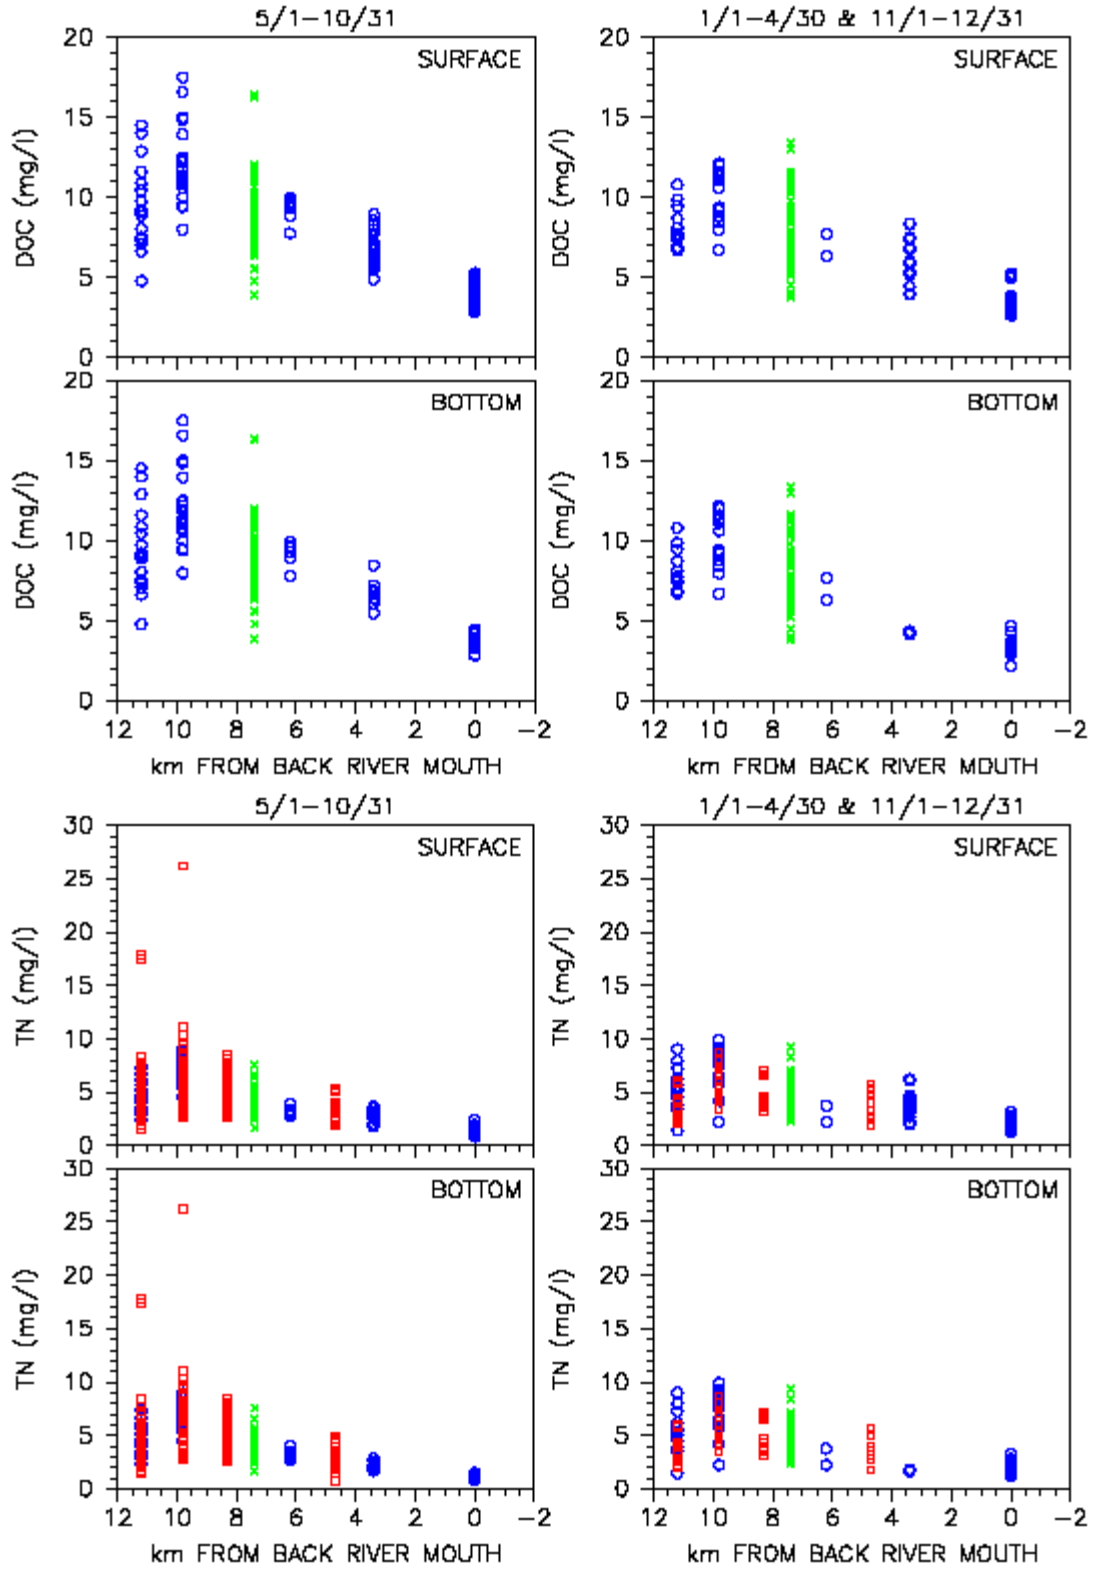 5/1-10/31 1/1-4/30 & 11/1-12/31
20 SURFACE 20 SURFACE
15 15
DOC (mg/l) 10 DOC (mg/l) 10
5 5
0 0
20 BOTTOM 20 BOTTOM
15 15
DOC (mg/l) 10 DOC (mg/l) 10
5 5
0 0
12 10 8 6 4 2 0 -2 12 10 8 6 4 2 0 -2
km FROM BACK RIVER MOUTH km FROM BACK RIVER MOUTH
5/1-10/31 1/1-4/30 & 11/1-12/31
30 SURFACE 30 SURFACE
25 25
20 20
TN (mg/l) 15 TN (mg/l) 15
10 10
5 5
0 0
30 BOTTOM 30 BOTTOM
25 25
20 20
TN (mg/l) 15 TN (mg/l) 15
10 10
5 5
0 0
12 10 8 6 4 2 0 -2 12 10 8 6 4 2 0 -2
km FROM BACK RIVER MOUTH km FROM BACK RIVER MOUTH